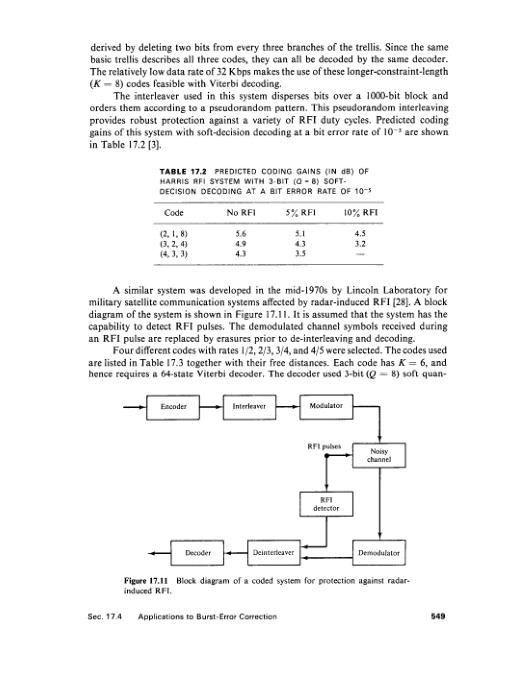 derived by deleting two bits from every three branches of the trellis. Since the same
basic trellis describes all three codes, they can all be decoded by the same decoder.
The relatively low data rate of 32 Kbps makes the use of these longer-constraint-length
(K = 8) codes feasible with Viterbi decoding.
The interleaver used in this system disperses bits over a 1000-bit block and
orders them according to a pseudorandom pattern. This pseudorandom interleaving
provides robust protection against a variety of RFI duty cycles. Predicted coding
gains of this system with soft-decision decoding at a bit error rate of 10⁻⁵ are shown
in Table 17.2 [3].
TABLE 17.2 PREDICTED CODING GAINS (IN dB) OF
HARRIS RFI SYSTEM WITH 3-BIT (Q = 8) SOFT-
DECISION DECODING AT A BIT ERROR RATE OF 10⁻⁵
Code No RFI 5% RFI 10% RFI
(2, 1, 8) 5.6 5.1 4.5
(3, 2, 4) 4.9 4.3 3.2
(4, 3, 3) 4.3 3.5 —
A similar system was developed in the mid-1970s by Lincoln Laboratory for
military satellite communication systems affected by radar-induced RFI [28]. A block
diagram of the system is shown in Figure 17.11. It is assumed that the system has the
capability to detect RFI pulses. The demodulated channel symbols received during
an RFI pulse are replaced by erasures prior to de-interleaving and decoding.
Four different codes with rates 1/2, 2/3, 3/4, and 4/5 were selected. The codes used
are listed in Table 17.3 together with their free distances. Each code has K = 6, and
hence requires a 64-state Viterbi decoder. The decoder used 3-bit (Q = 8) soft quan-
Encoder Interleaver Modulator
RFI pulses
Noisy
channel
RFI
detector
Decoder Deinterleaver Demodulator
Figure 17.11 Block diagram of a coded system for protection against radar-
induced RFI.
Sec. 17.4 Applications to Burst-Error Correction 549